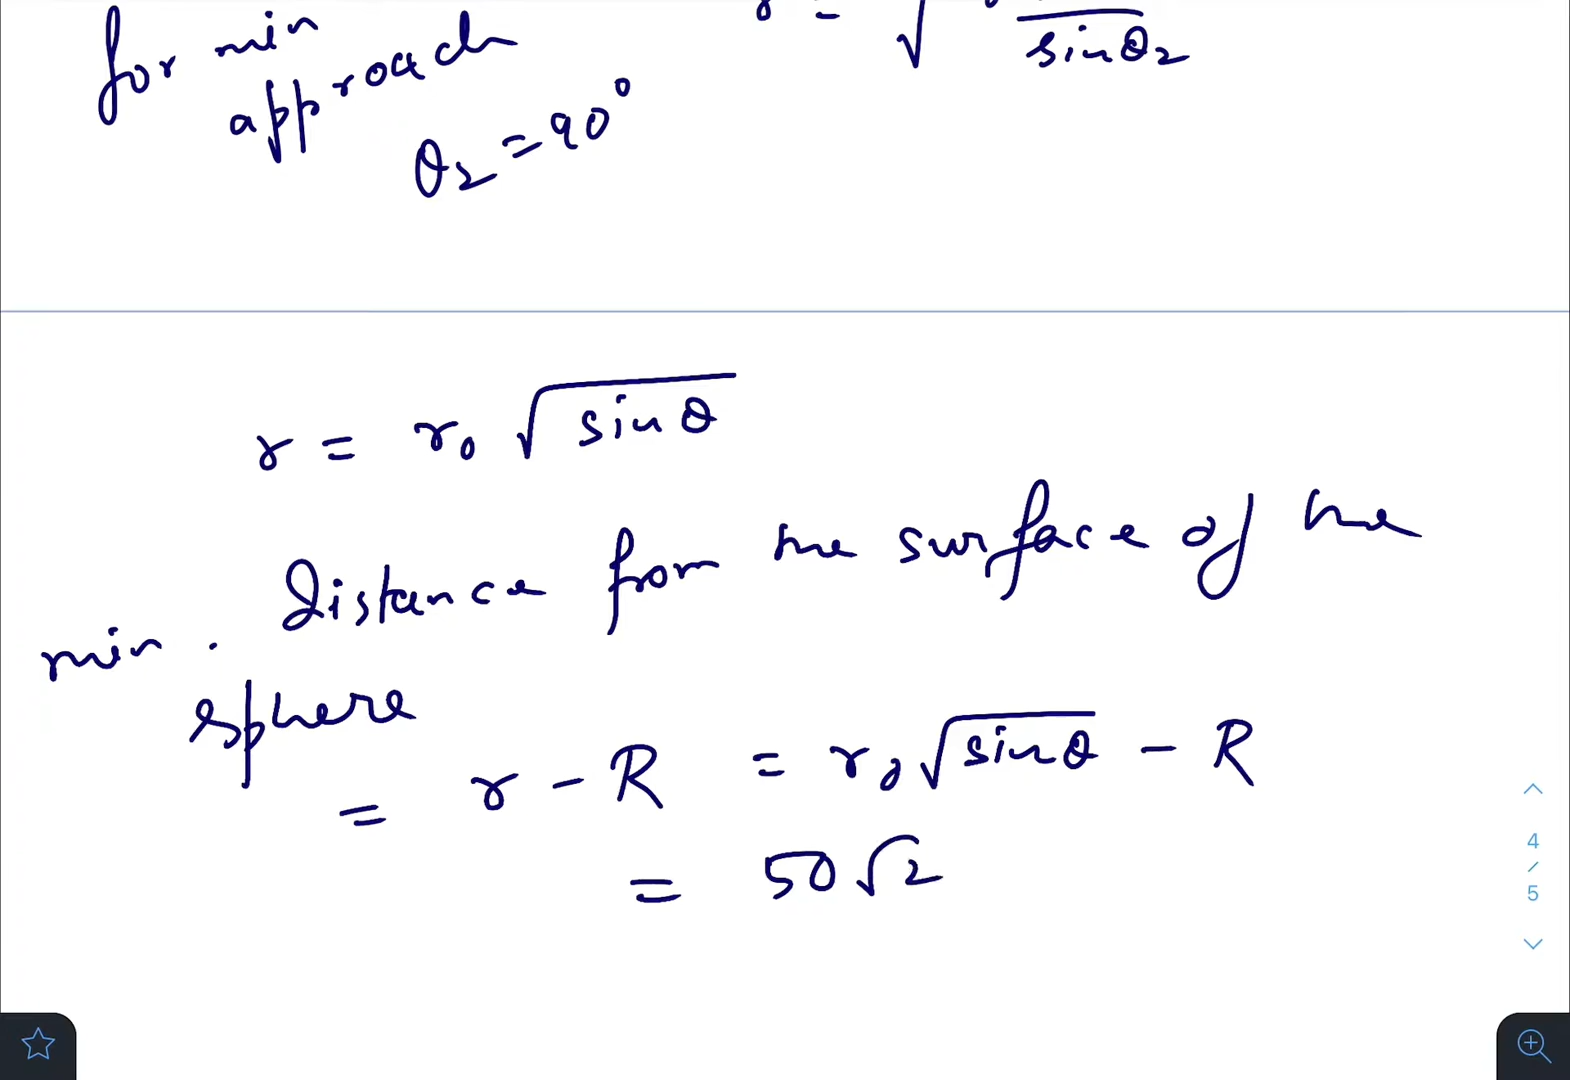 for min
approach
θ₂ = 90°
r =
√ / sinθ₂
r = r₀ √sinθ
min. Distance from the surface of the
sphere
= r - R = r₀ √sinθ - R
= 50√2
4
/
5